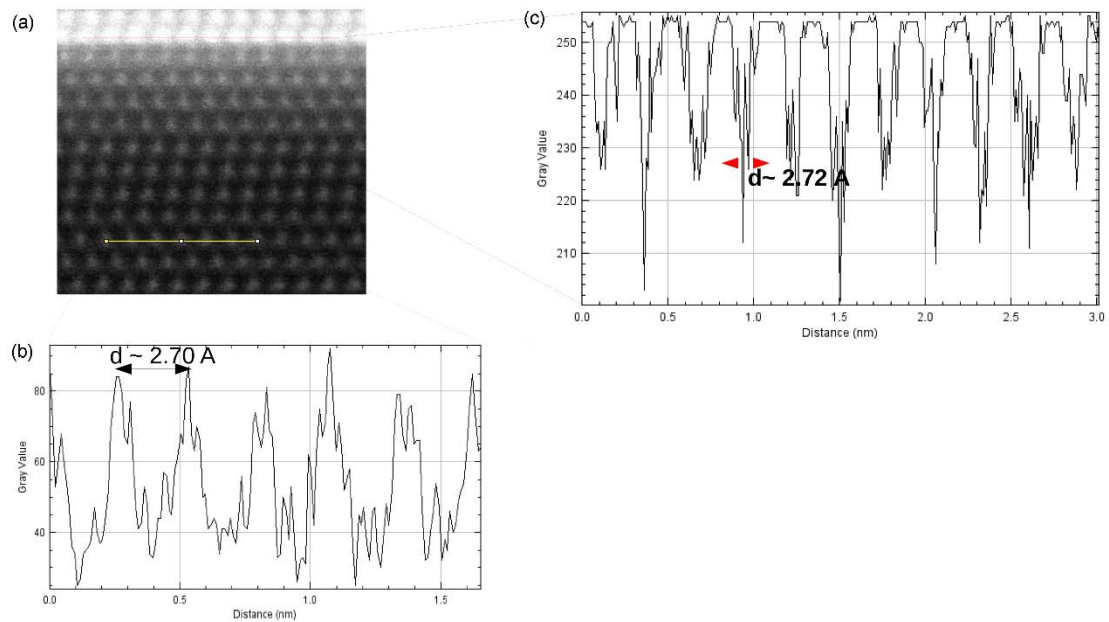 (a)
(c)
250
240
230
220
210
Gray Value
d~ 2.72 A
0.0 0.5 1.0 1.5 2.0 2.5 3.0
Distance (nm)
(b)
d ~ 2.70 A
80
60
40
Gray Value
0.0 0.5 1.0 1.5
Distance (nm)